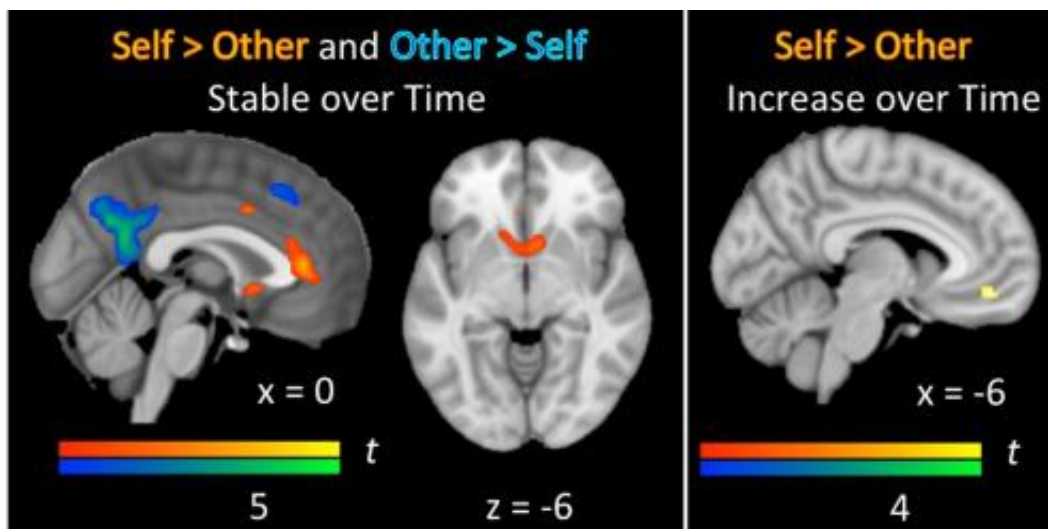 Self > Other and Other > Self
Stable over Time
x = 0
t
5
z = -6
Self > Other
Increase over Time
x = -6
t
4